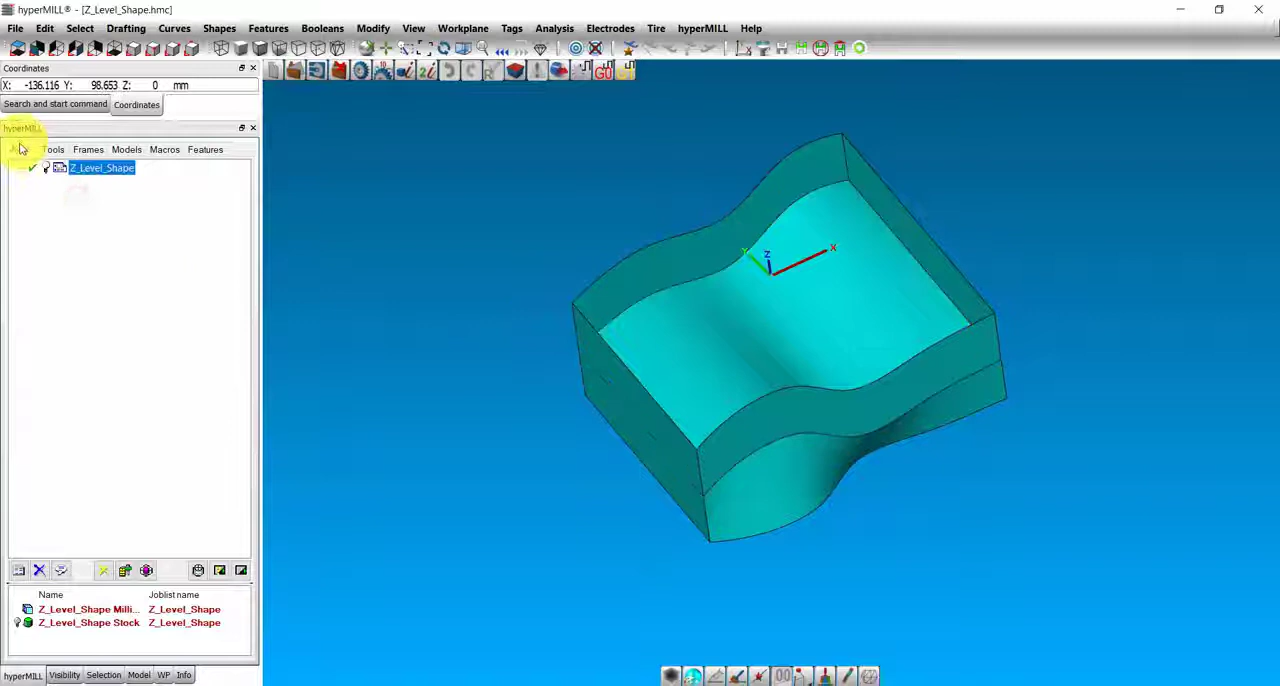 hyperMILL® - [Z_Level_Shape.hmc]
File Edit Select Drafting Curves Shapes Features Booleans Modify View Workplane Tags Analysis Electrodes Tire hyperMILL Help
Coordinates
X: -136.116 Y: 98.653 Z: 0 mm
Search and start command Coordinates
hyperMILL
Tools Frames Models Macros Features
Z_Level_Shape
Y Z X
Name Joblist name
Z_Level_Shape Milli... Z_Level_Shape
Z_Level_Shape Stock Z_Level_Shape
hyperMILL Visibility Selection Model WP Info